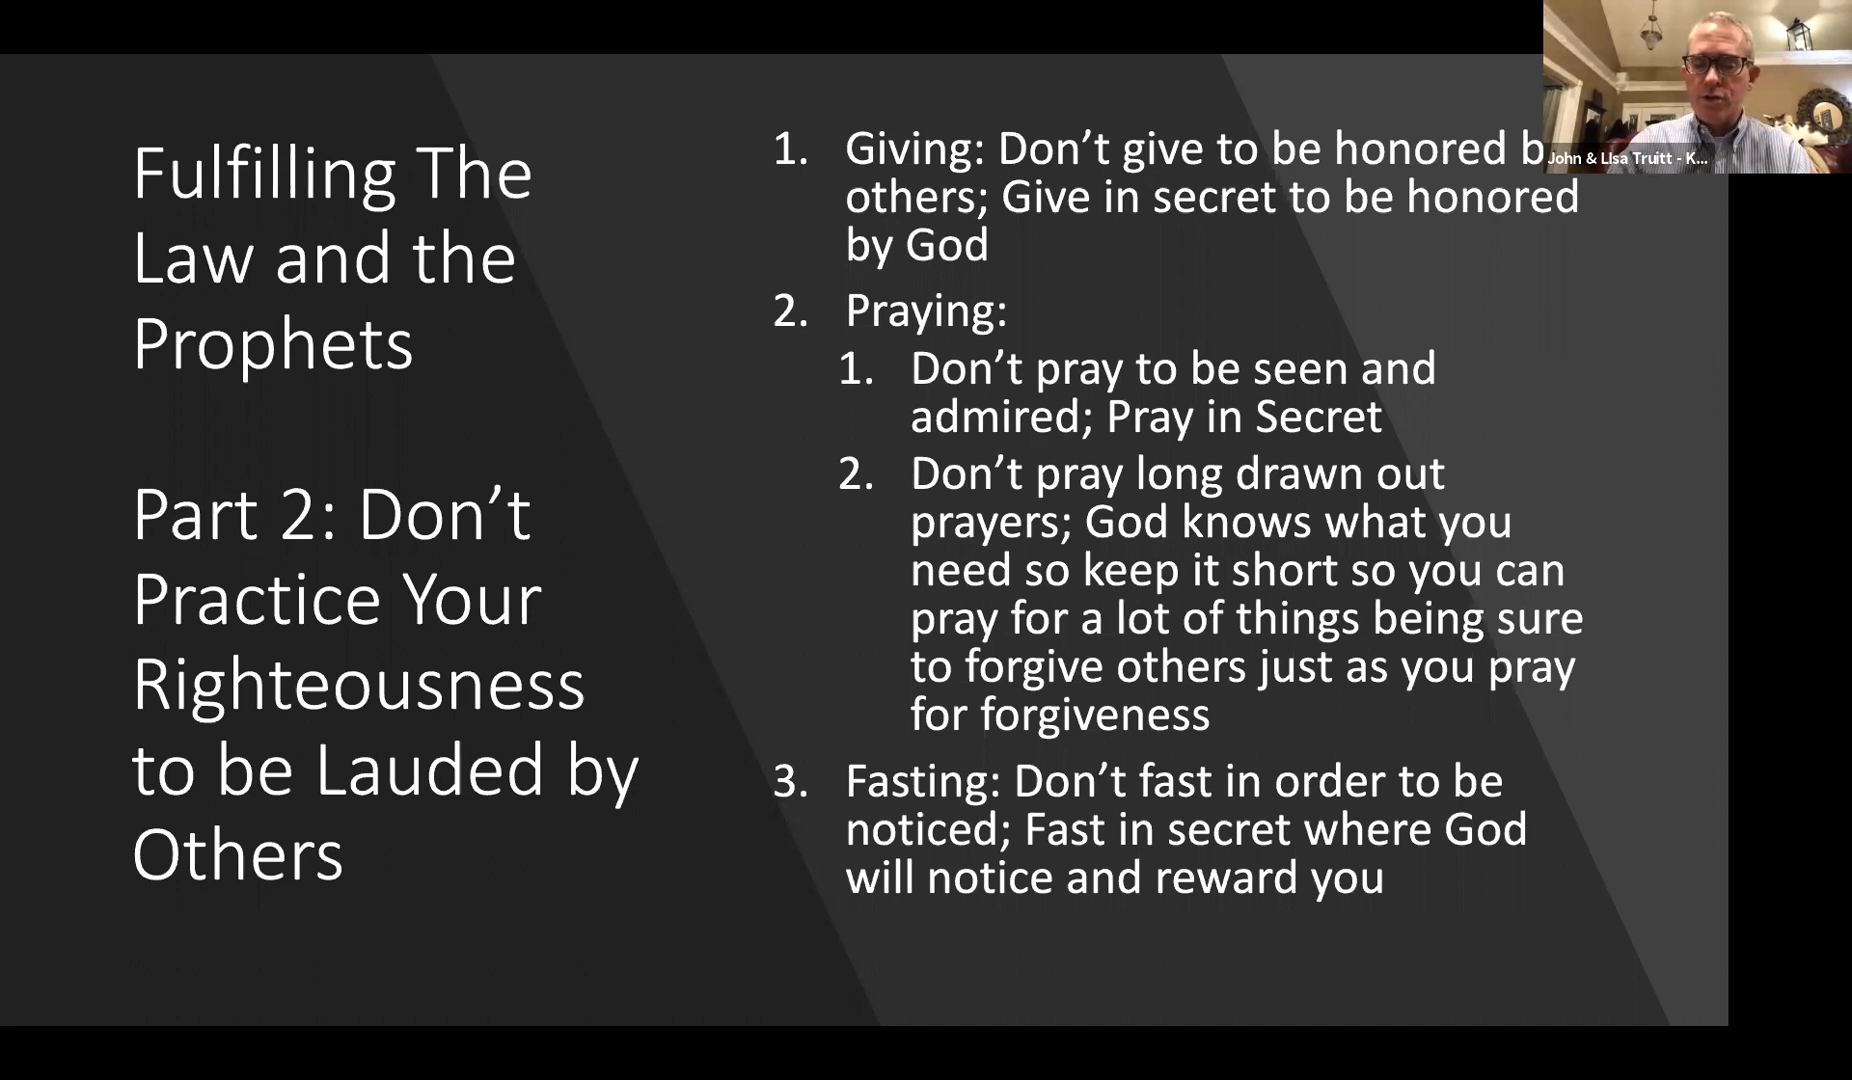 Fulfilling The
Law and the
Prophets
Part 2: Don't
Practice Your
Righteousness
to be Lauded by
Others
1. Giving: Don't give to be honored b
others; Give in secret to be honored
by God
2. Praying:
1. Don't pray to be seen and
admired; Pray in Secret
2. Don't pray long drawn out
prayers; God knows what you
need so keep it short so you can
pray for a lot of things being sure
to forgive others just as you pray
for forgiveness
3. Fasting: Don't fast in order to be
noticed; Fast in secret where God
will notice and reward you
John & Lisa Truitt - K...